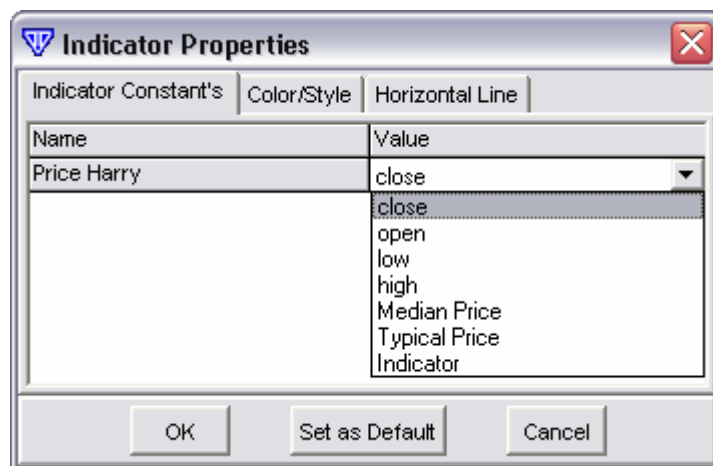 Indicator Properties
Indicator Constant's Color/Style Horizontal Line
Name Value
Price Harry close
close
open
low
high
Median Price
Typical Price
Indicator
OK Set as Default Cancel